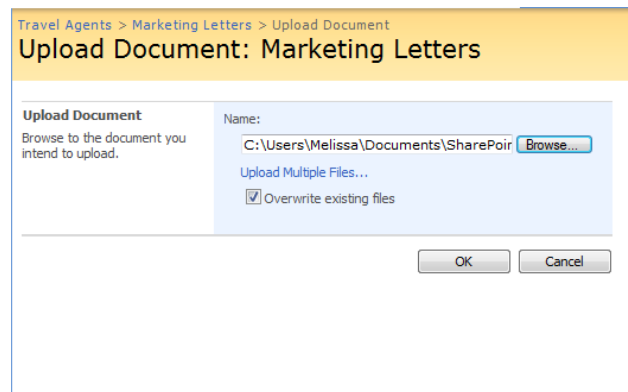 Travel Agents > Marketing Letters > Upload Document
Upload Document: Marketing Letters
Upload Document
Browse to the document you
intend to upload.
Name:
C:\Users\Melissa\Documents\SharePoir Browse...
Upload Multiple Files...
Overwrite existing files
OK Cancel